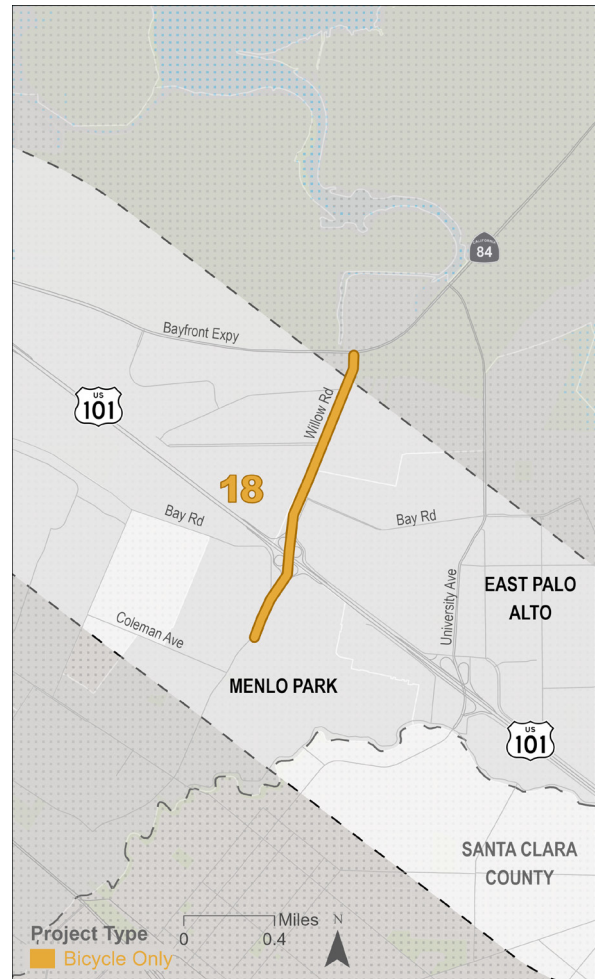 CALIFORNIA
84
Bayfront Expy
US
101
Willow Rd
18
Bay Rd
Bay Rd
EAST PALO
ALTO
University Ave
Coleman Ave
MENLO PARK
US
101
SANTA CLARA
COUNTY
Project Type
Bicycle Only
Miles
0
0.4
N